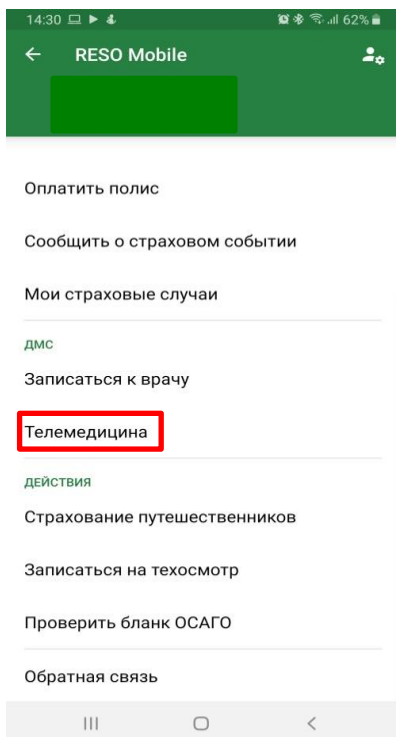 14:30 62%
RESO Mobile
Оплатить полис
Сообщить о страховом событии
Мои страховые случаи
ДМС
Записаться к врачу
Телемедицина
ДЕЙСТВИЯ
Страхование путешественников
Записаться на техосмотр
Проверить бланк ОСАГО
Обратная связь